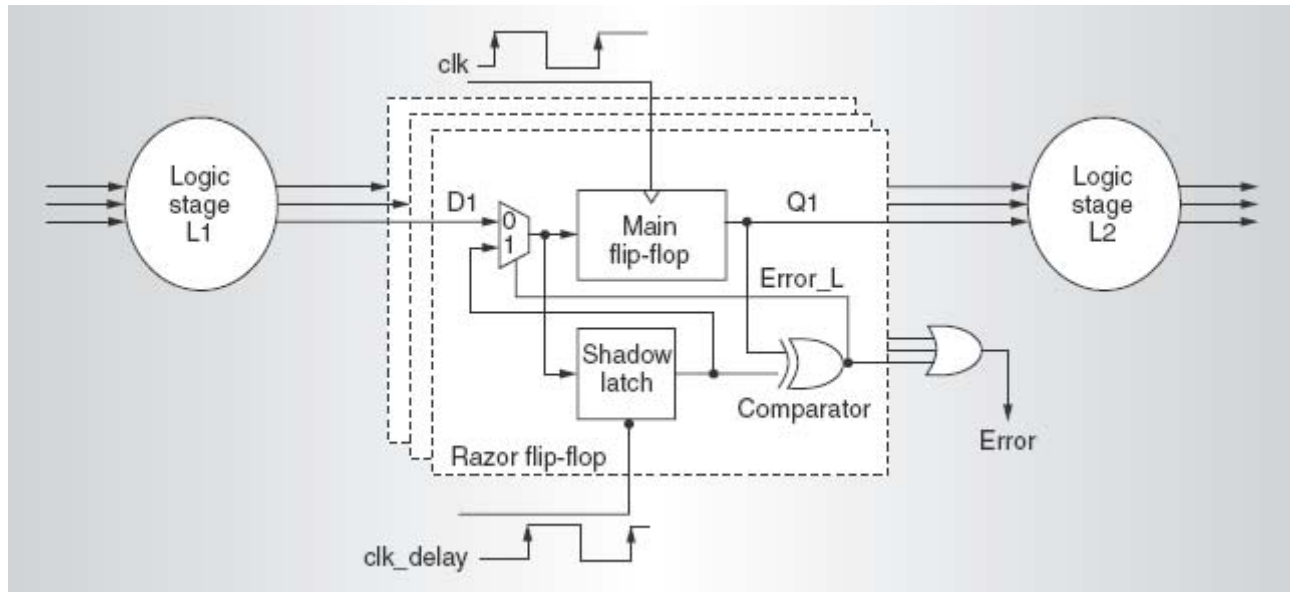 clk
Logic
stage
L1
D1
0
1
Main
flip-flop
Q1
Logic
stage
L2
Error_L
Shadow
latch
Comparator
Error
Razor flip-flop
clk_delay